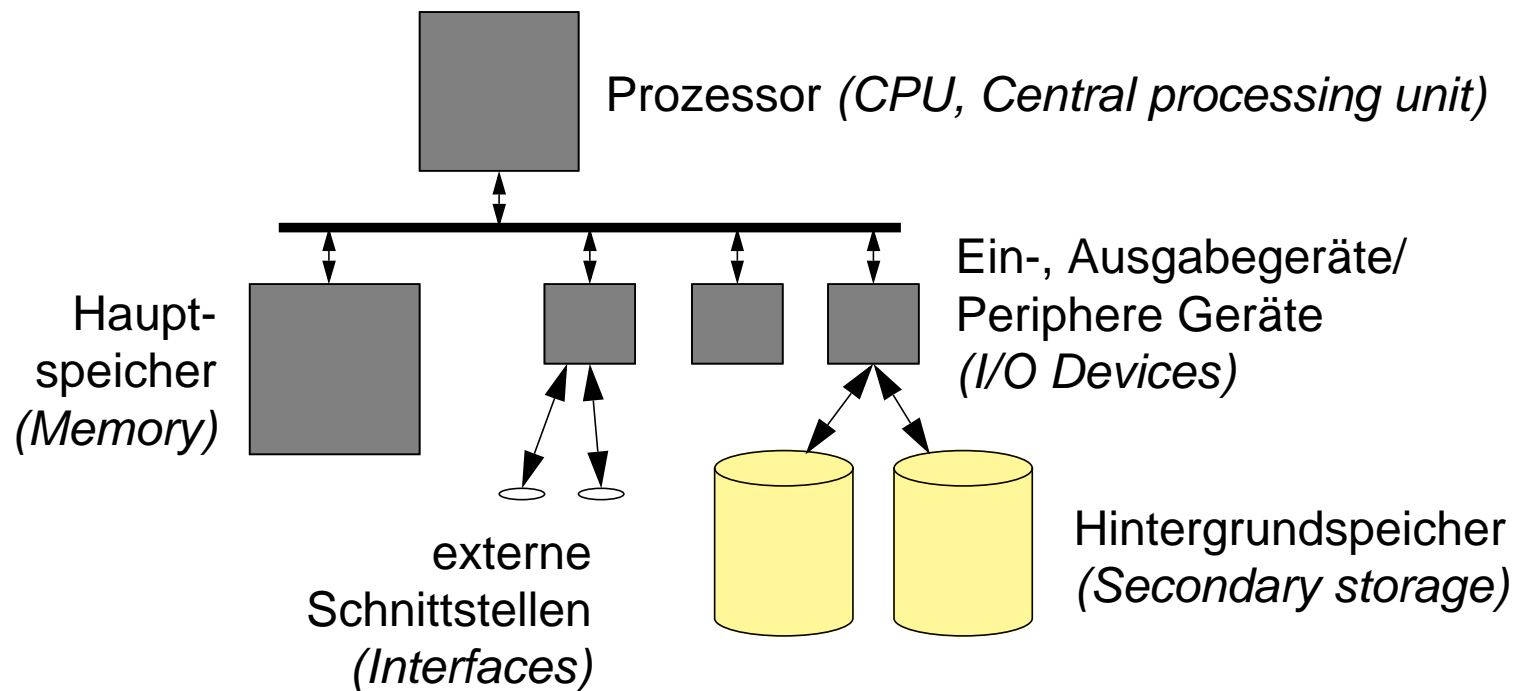 Prozessor (CPU, Central processing unit)
Haupt-
speicher
(Memory)
Ein-, Ausgabegeräte/
Periphere Geräte
(I/O Devices)
externe
Schnittstellen
(Interfaces)
Hintergrundspeicher
(Secondary storage)